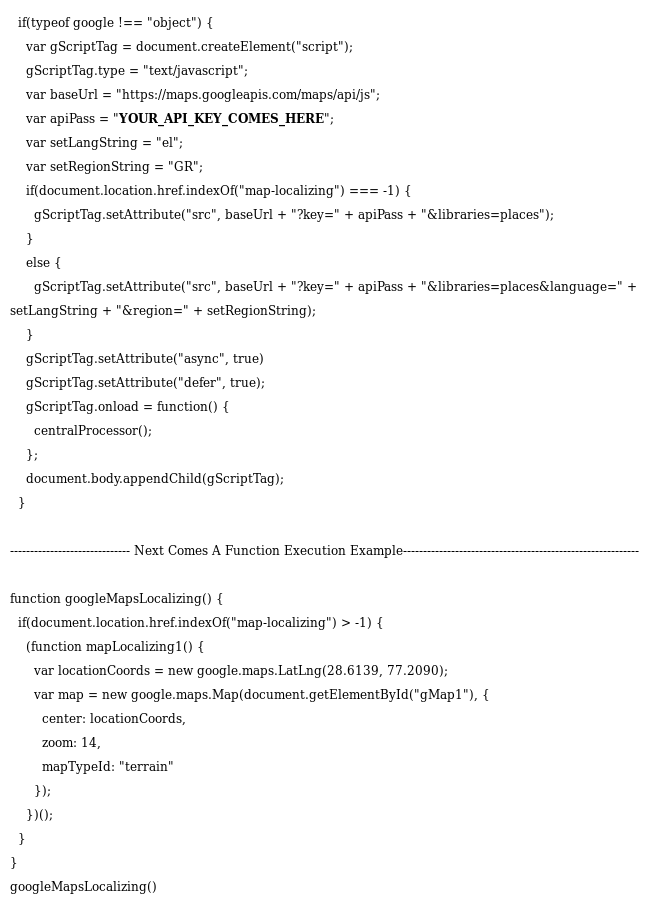 if(typeof google !== "object") {
var gScriptTag = document.createElement("script");
gScriptTag.type = "text/javascript";
var baseUrl = "https://maps.googleapis.com/maps/api/js";
var apiPass = "YOUR_API_KEY_COMES_HERE";
var setLangString = "el";
var setRegionString = "GR";
if(document.location.href.indexOf("map-localizing") === -1) {
gScriptTag.setAttribute("src", baseUrl + "?key=" + apiPass + "&libraries=places");
}
else {
gScriptTag.setAttribute("src", baseUrl + "?key=" + apiPass + "&libraries=places&language=" +
setLangString + "&region=" + setRegionString);
}
gScriptTag.setAttribute("async", true)
gScriptTag.setAttribute("defer", true);
gScriptTag.onload = function() {
centralProcessor();
};
document.body.appendChild(gScriptTag);
}
------------------------------ Next Comes A Function Execution Example-----------------------------------------------------------
function googleMapsLocalizing() {
if(document.location.href.indexOf("map-localizing") > -1) {
(function mapLocalizing1() {
var locationCoords = new google.maps.LatLng(28.6139, 77.2090);
var map = new google.maps.Map(document.getElementById("gMap1"), {
center: locationCoords,
zoom: 14,
mapTypeId: "terrain"
});
})();
}
}
googleMapsLocalizing()